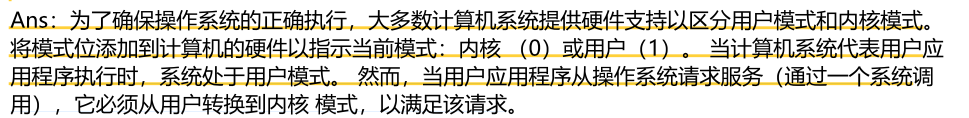 Ans：为了确保操作系统的正确执行，大多数计算机系统提供硬件支持以区分用户模式和内核模式。
将模式位添加到计算机的硬件以指示当前模式：内核 （0）或用户（1）。 当计算机系统代表用户应
用程序执行时，系统处于用户模式。 然而，当用户应用程序从操作系统请求服务（通过一个系统调
用），它必须从用户转换到内核 模式，以满足该请求。